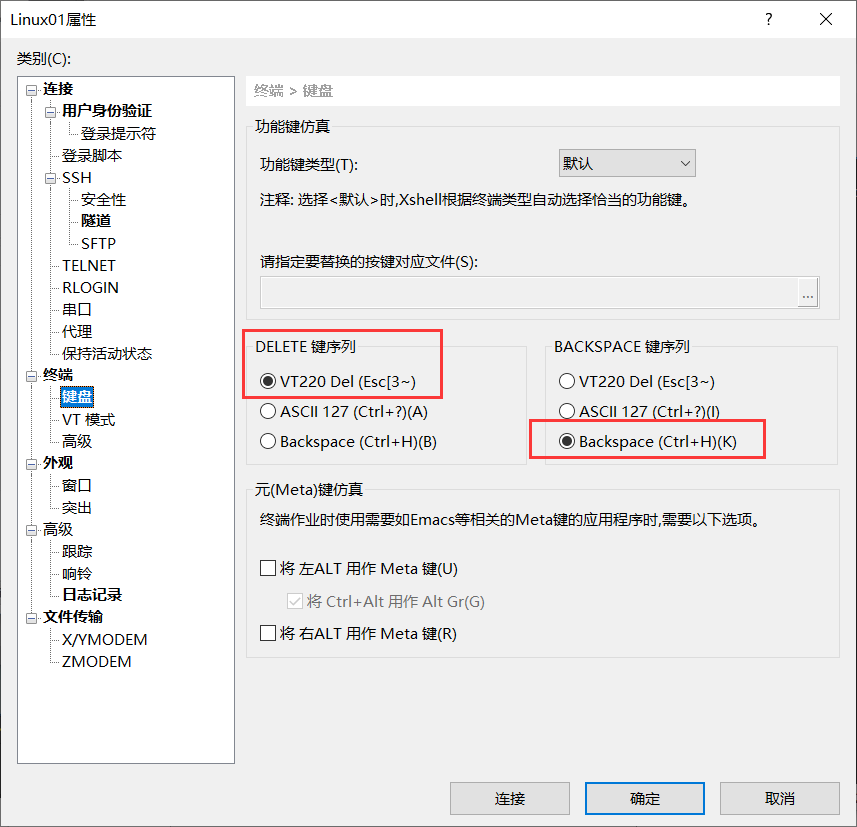 Linux01属性
类别(C):
连接
用户身份验证
登录提示符
登录脚本
SSH
安全性
隧道
SFTP
TELNET
RLOGIN
串口
代理
保持活动状态
终端
键盘
VT 模式
高级
外观
窗口
突出
高级
跟踪
响铃
日志记录
文件传输
X/YMODEM
ZMODEM
终端 > 键盘
功能键仿真
功能键类型(T):
默认
注释: 选择<默认>时,Xshell根据终端类型自动选择恰当的功能键。
请指定要替换的按键对应文件(S):
...
DELETE 键序列
VT220 Del (Esc[3~)
ASCII 127 (Ctrl+?)(A)
Backspace (Ctrl+H)(B)
BACKSPACE 键序列
VT220 Del (Esc[3~)
ASCII 127 (Ctrl+?)(I)
Backspace (Ctrl+H)(K)
元(Meta)键仿真
终端作业时使用需要如Emacs等相关的Meta键的应用程序时,需要以下选项。
将 左ALT 用作 Meta 键(U)
将 Ctrl+Alt 用作 Alt Gr(G)
将 右ALT 用作 Meta 键(R)
连接
确定
取消